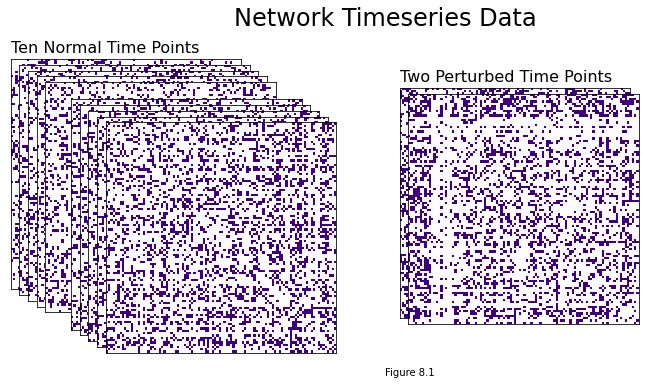 Network Timeseries Data
Ten Normal Time Points
Two Perturbed Time Points
Figure 8.1